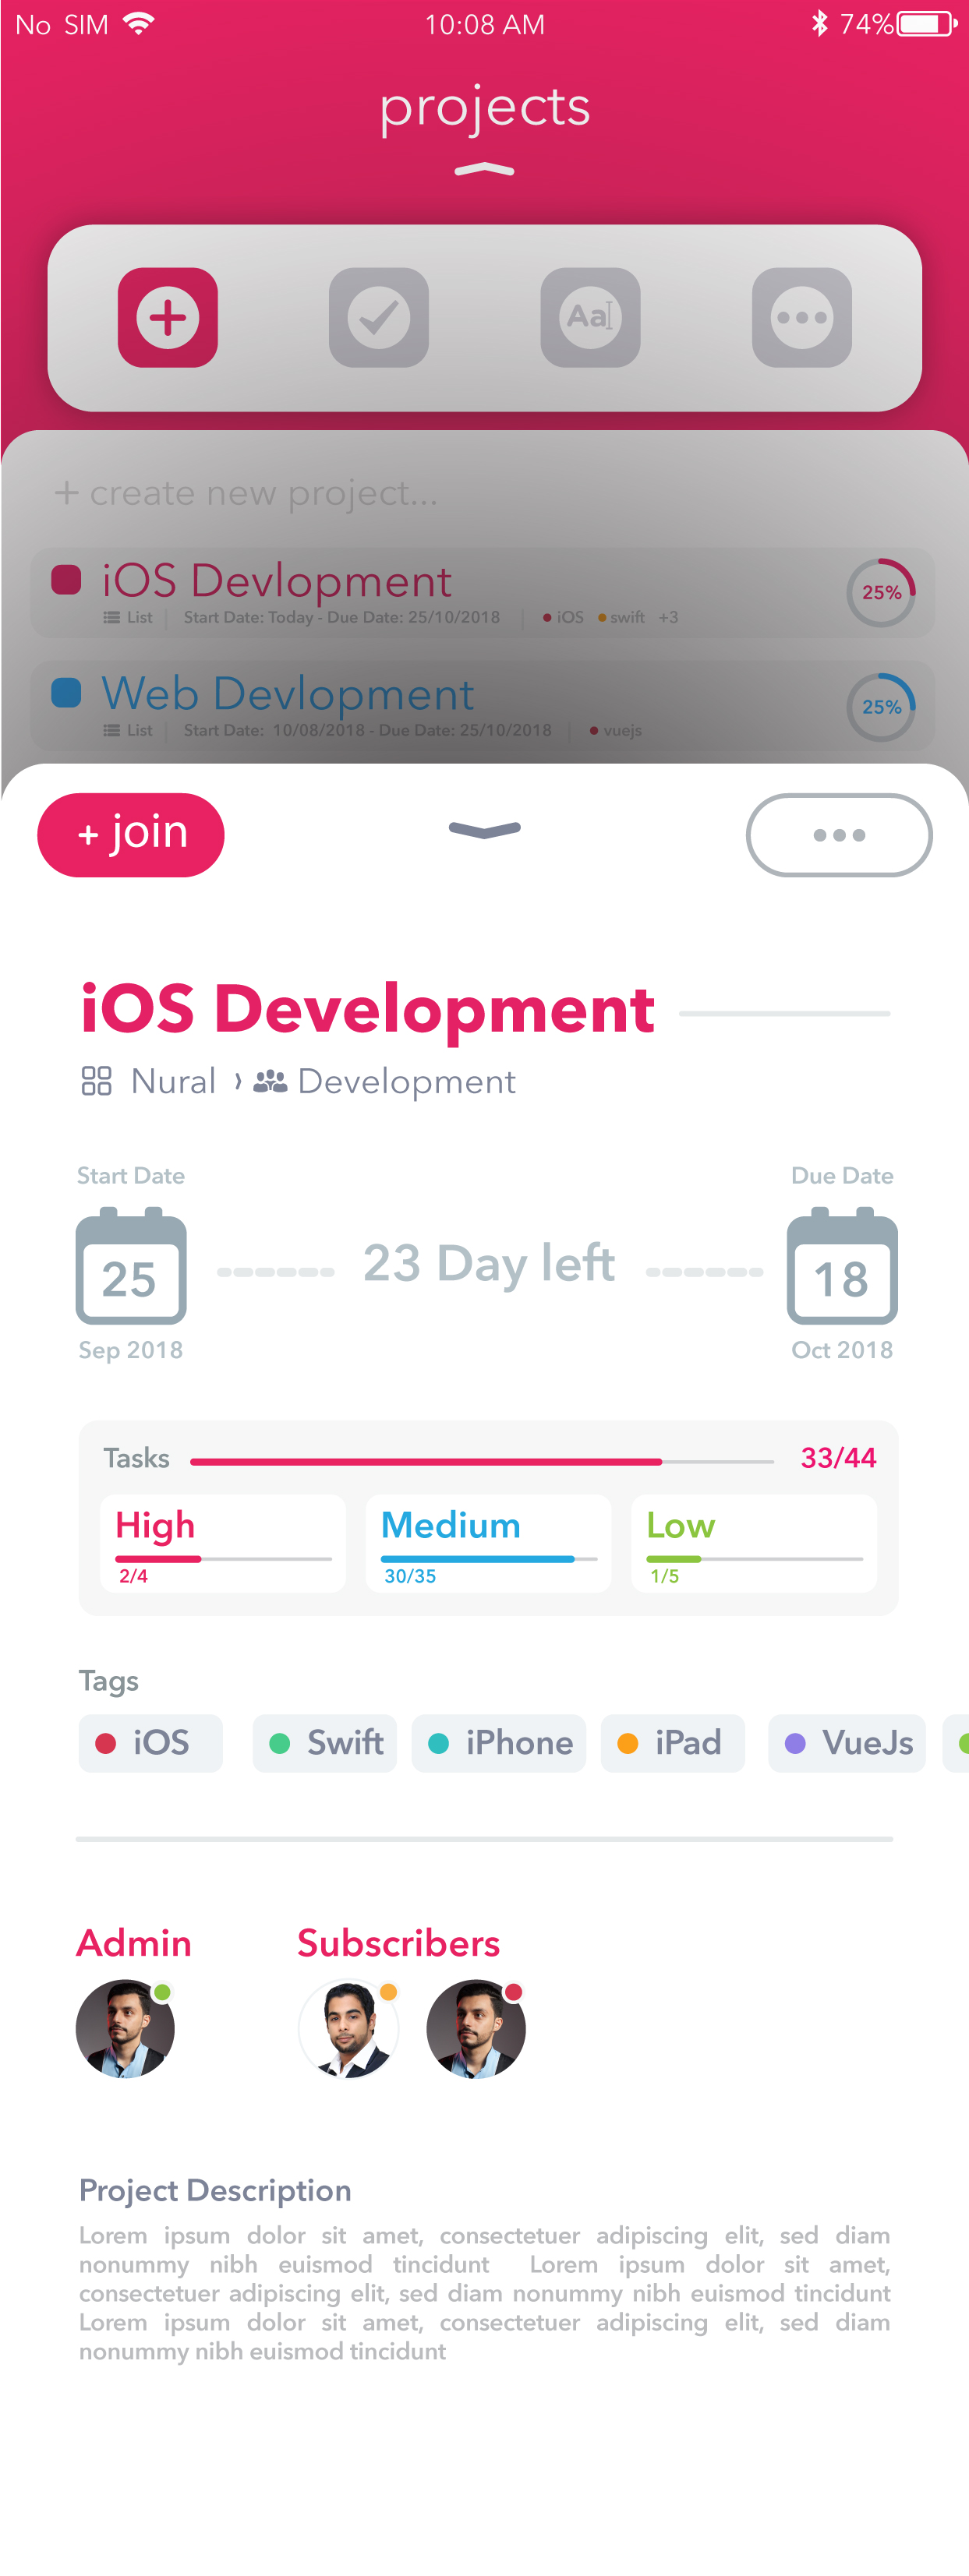 No SIM 10:08 AM 74%
projects
Aa
+ create new project...
iOS Devlopment
25%
List Start Date: Today - Due Date: 25/10/2018 iOS swift +3
Web Devlopment
25%
List Start Date: 10/08/2018 - Due Date: 25/10/2018 vuejs
+ join
iOS Development
Nural › Development
Start Date Due Date
25 23 Day left 18
Sep 2018 Oct 2018
Tasks 33/44
High Medium Low
2/4 30/35 1/5
Tags
iOS Swift iPhone iPad VueJs
Admin Subscribers
Project Description
Lorem ipsum dolor sit amet, consectetuer adipiscing elit, sed diam
nonummy nibh euismod tincidunt Lorem ipsum dolor sit amet,
consectetuer adipiscing elit, sed diam nonummy nibh euismod tincidunt
Lorem ipsum dolor sit amet, consectetuer adipiscing elit, sed diam
nonummy nibh euismod tincidunt